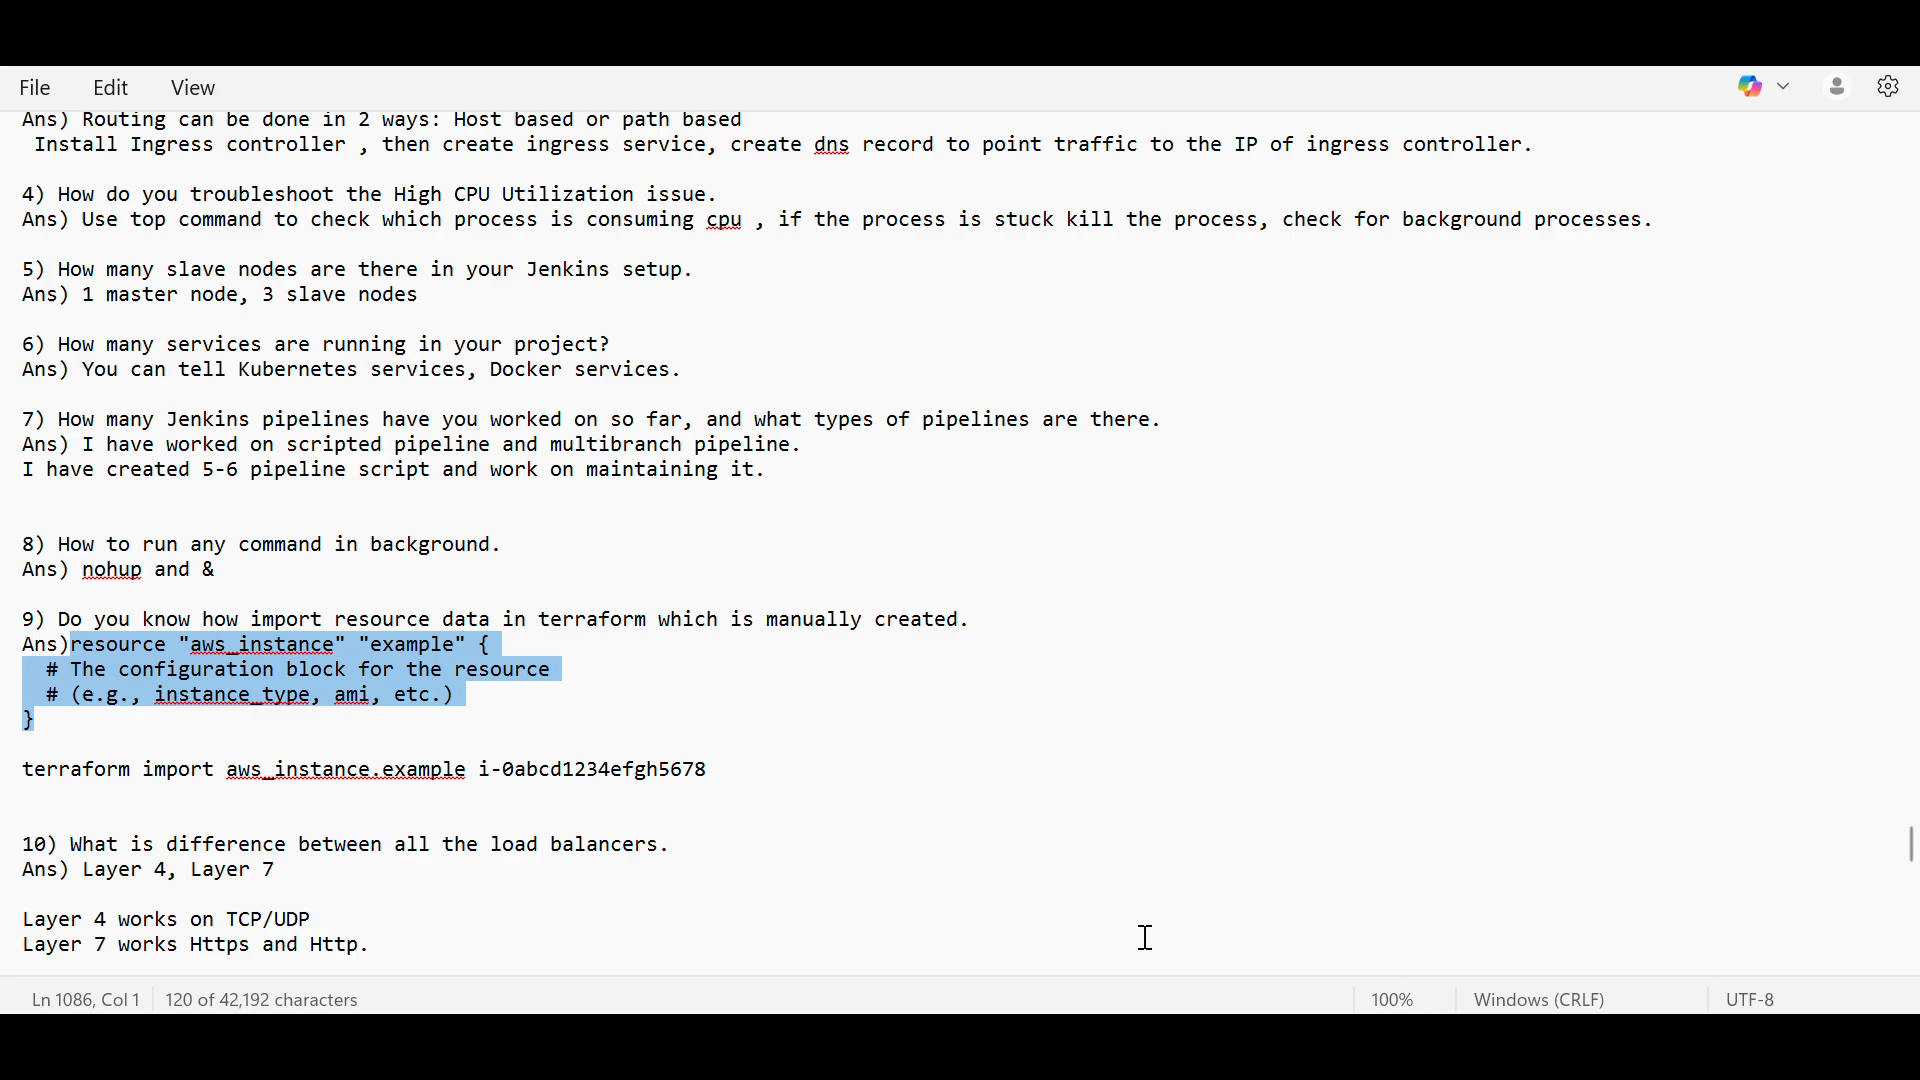 File Edit View
Ans) Routing can be done in 2 ways: Host based or path based
Install Ingress controller , then create ingress service, create dns record to point traffic to the IP of ingress controller.
4) How do you troubleshoot the High CPU Utilization issue.
Ans) Use top command to check which process is consuming cpu , if the process is stuck kill the process, check for background processes.
5) How many slave nodes are there in your Jenkins setup.
Ans) 1 master node, 3 slave nodes
6) How many services are running in your project?
Ans) You can tell Kubernetes services, Docker services.
7) How many Jenkins pipelines have you worked on so far, and what types of pipelines are there.
Ans) I have worked on scripted pipeline and multibranch pipeline.
I have created 5-6 pipeline script and work on maintaining it.
8) How to run any command in background.
Ans) nohup and &
9) Do you know how import resource data in terraform which is manually created.
Ans)resource "aws_instance" "example" {
# The configuration block for the resource
# (e.g., instance_type, ami, etc.)
}
terraform import aws_instance.example i-0abcd1234efgh5678
10) What is difference between all the load balancers.
Ans) Layer 4, Layer 7
Layer 4 works on TCP/UDP
Layer 7 works Https and Http.
Ln 1086, Col 1 120 of 42,192 characters 100% Windows (CRLF) UTF-8